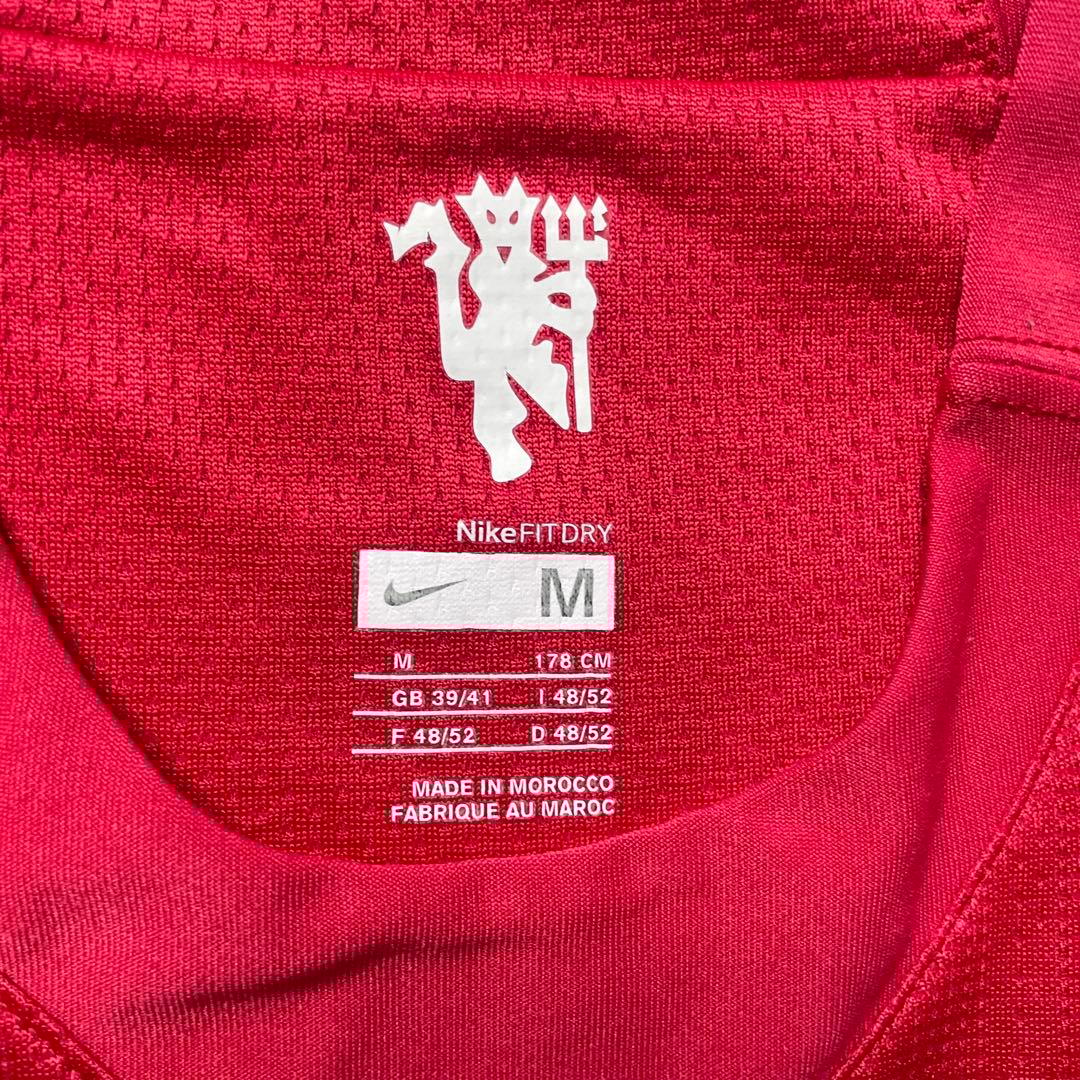 NikeFITDRY
M
M 178 CM
GB 39/41 I 48/52
F 48/52 D 48/52
MADE IN MOROCCO
FABRIQUE AU MAROC